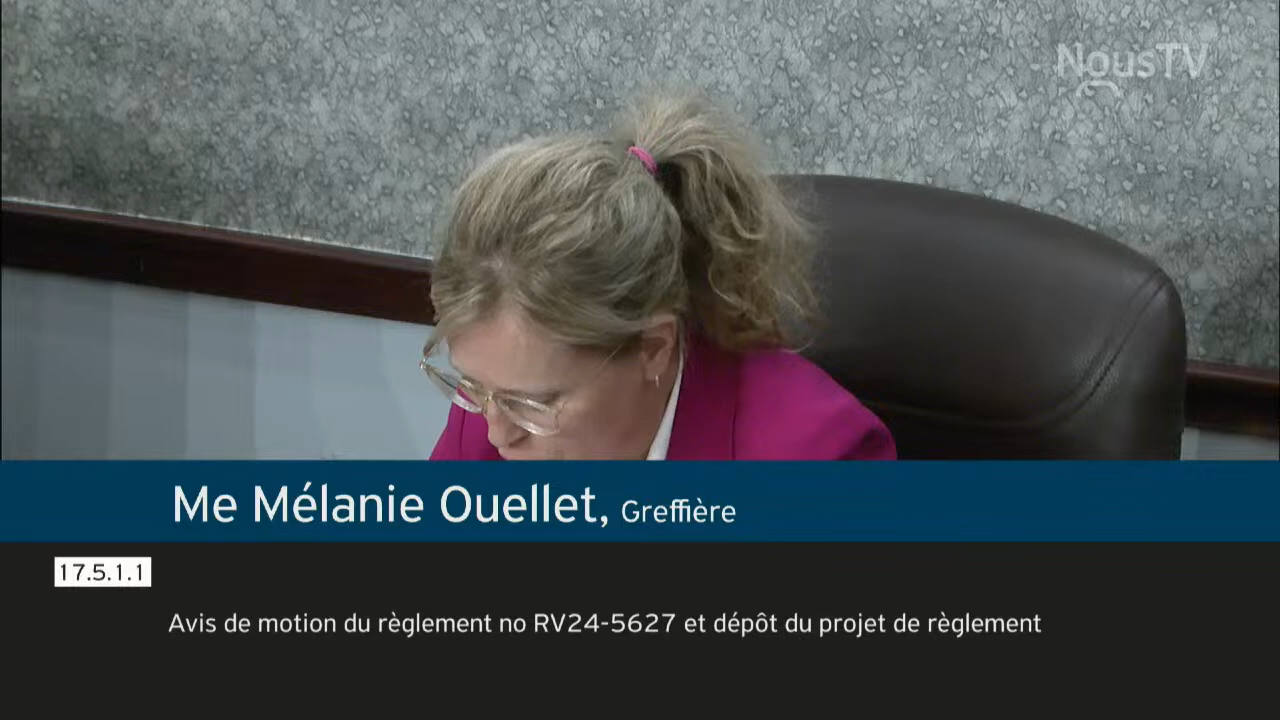 NousTV
Me Mélanie Ouellet, Greffière
17.5.1.1
Avis de motion du règlement no RV24-5627 et dépôt du projet de règlement